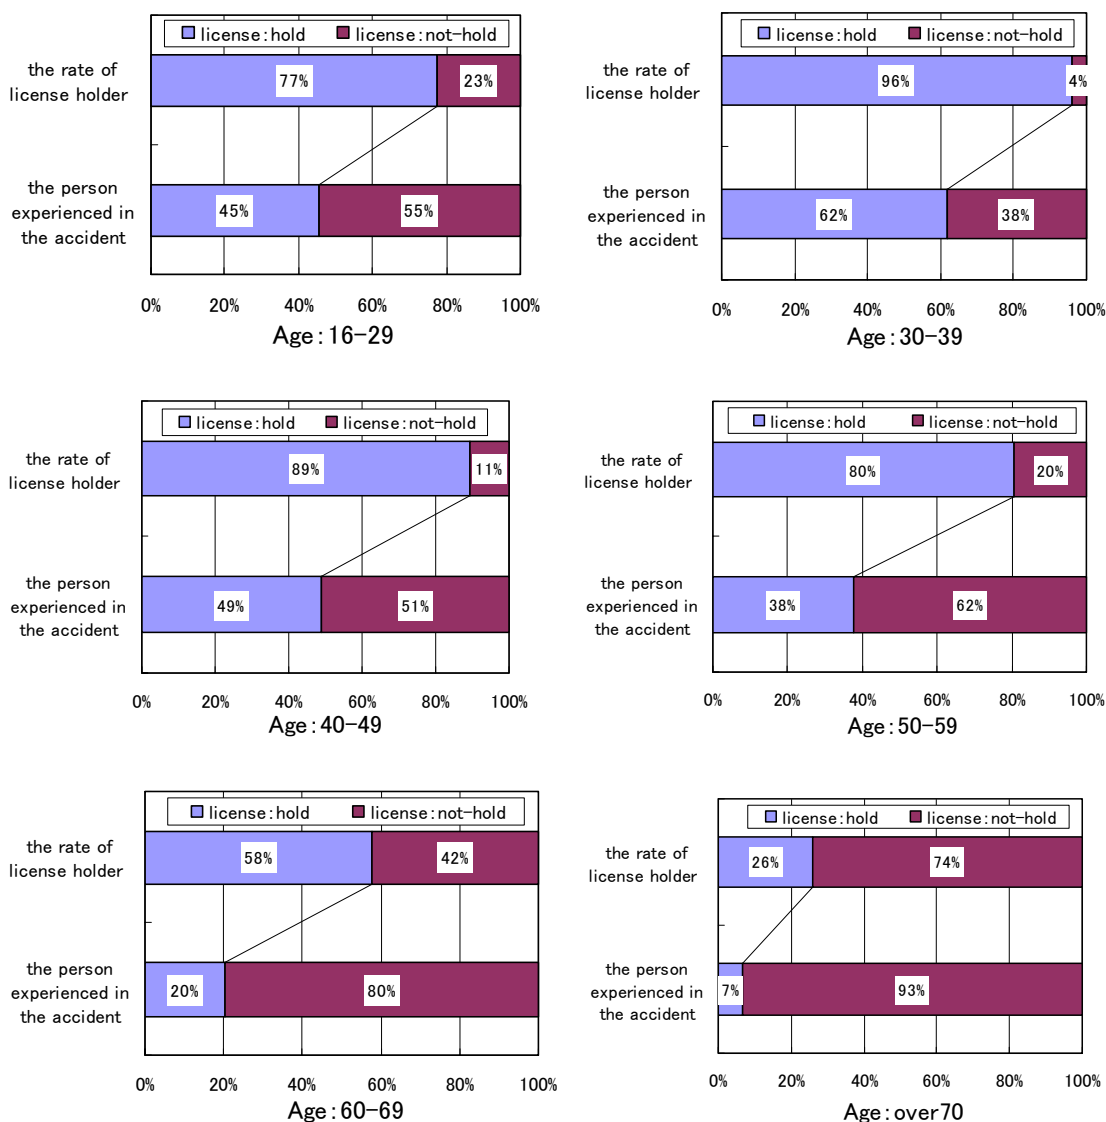 license:hold license:not-hold
the rate of
license holder
77% 23%
the person
experienced in
the accident
45% 55%
0% 20% 40% 60% 80% 100%
Age:16-29
license:hold license:not-hold
the rate of
license holder
96% 4%
the person
experienced in
the accident
62% 38%
0% 20% 40% 60% 80% 100%
Age:30-39
license:hold license:not-hold
the rate of
license holder
89% 11%
the person
experienced in
the accident
49% 51%
0% 20% 40% 60% 80% 100%
Age:40-49
license:hold license:not-hold
the rate of
license holder
80% 20%
the person
experienced in
the accident
38% 62%
0% 20% 40% 60% 80% 100%
Age:50-59
license:hold license:not-hold
the rate of
license holder
58% 42%
the person
experienced in
the accident
20% 80%
0% 20% 40% 60% 80% 100%
Age:60-69
license:hold license:not-hold
the rate of
license holder
26% 74%
the person
experienced in
the accident
7% 93%
0% 20% 40% 60% 80% 100%
Age:over70